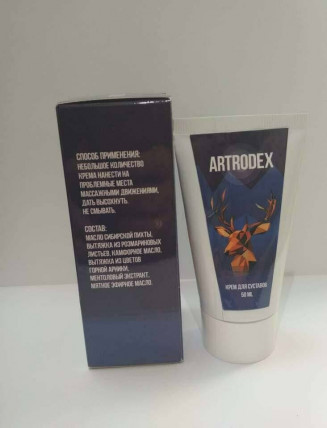 СПОСОБ ПРИМЕНЕНИЯ:
НЕБОЛЬШОЕ КОЛИЧЕСТВО
КРЕМА НАНЕСТИ НА
ПРОБЛЕМНЫЕ МЕСТА
МАССАЖНЫМИ ДВИЖЕНИЯМИ,
ДАТЬ ВЫСОХНУТЬ.
НЕ СМЫВАТЬ.
СОСТАВ:
МАСЛО СИБИРСКОЙ ПИХТЫ,
ВЫТЯЖКА ИЗ РОЗМАРИНОВЫХ
ЛИСТЬЕВ, КАМФОРНОЕ МАСЛО,
ВЫТЯЖКА ИЗ ЦВЕТОВ
ГОРНОЙ АРНИКИ,
МЕНТОЛОВЫЙ ЭКСТРАКТ,
МЯТНОЕ ЭФИРНОЕ МАСЛО.
ARTRODEX
КРЕМ ДЛЯ СУСТАВОВ
50 ML